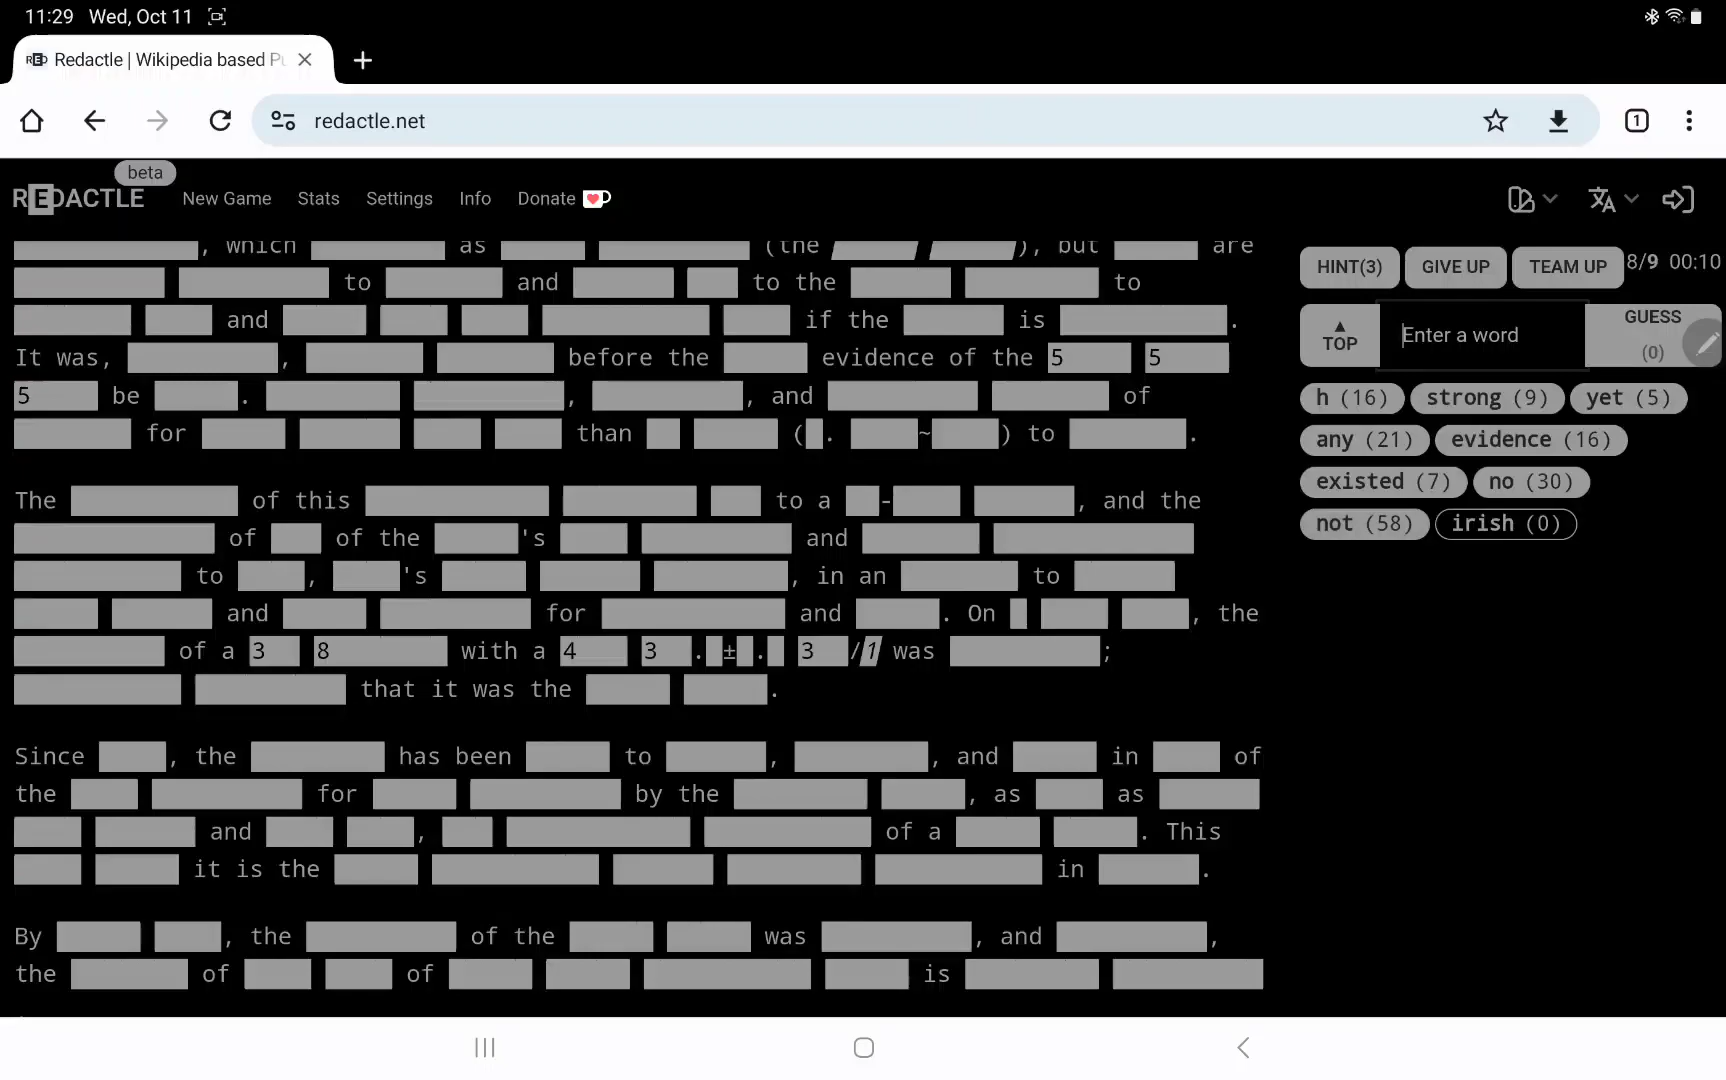 11:29 Wed, Oct 11
Redactle | Wikipedia based Pu
redactle.net
1
beta
REDACTLE New Game Stats Settings Info Donate
HINT(3) GIVE UP TEAM UP 8/9 00:10
▲ TOP Enter a word GUESS (0)
h (16) strong (9) yet (5)
any (21) evidence (16)
existed (7) no (30)
not (58) irish (0)
, which as (the ), but are
to and to the to
and if the is .
It was, , before the evidence of the 5 5
5 be . , , and of
for than ( . ~ ) to .
The of this to a - , and the
of of the 's and
to , 's , in an to
and for and . On , the
of a 3 8 with a 4 3 . ± . 3 /1 was ;
that it was the .
Since , the has been to , , and in of
the for by the , as as
and , of a . This
it is the in .
By , the of the was , and ,
the of of is